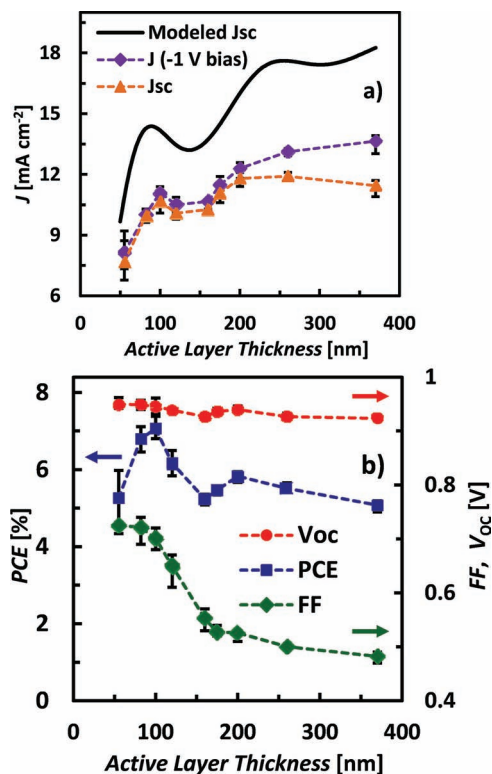 18
15
12
9
6
J [mA cm-2]
Modeled Jsc
J (-1 V bias)
Jsc
a)
0 100 200 300 400
Active Layer Thickness [nm]
8
6
4
2
0
PCE [%]
b)
Voc
PCE
FF
1
0.8
0.6
0.4
FF, VOC [V]
0 100 200 300 400
Active Layer Thickness [nm]